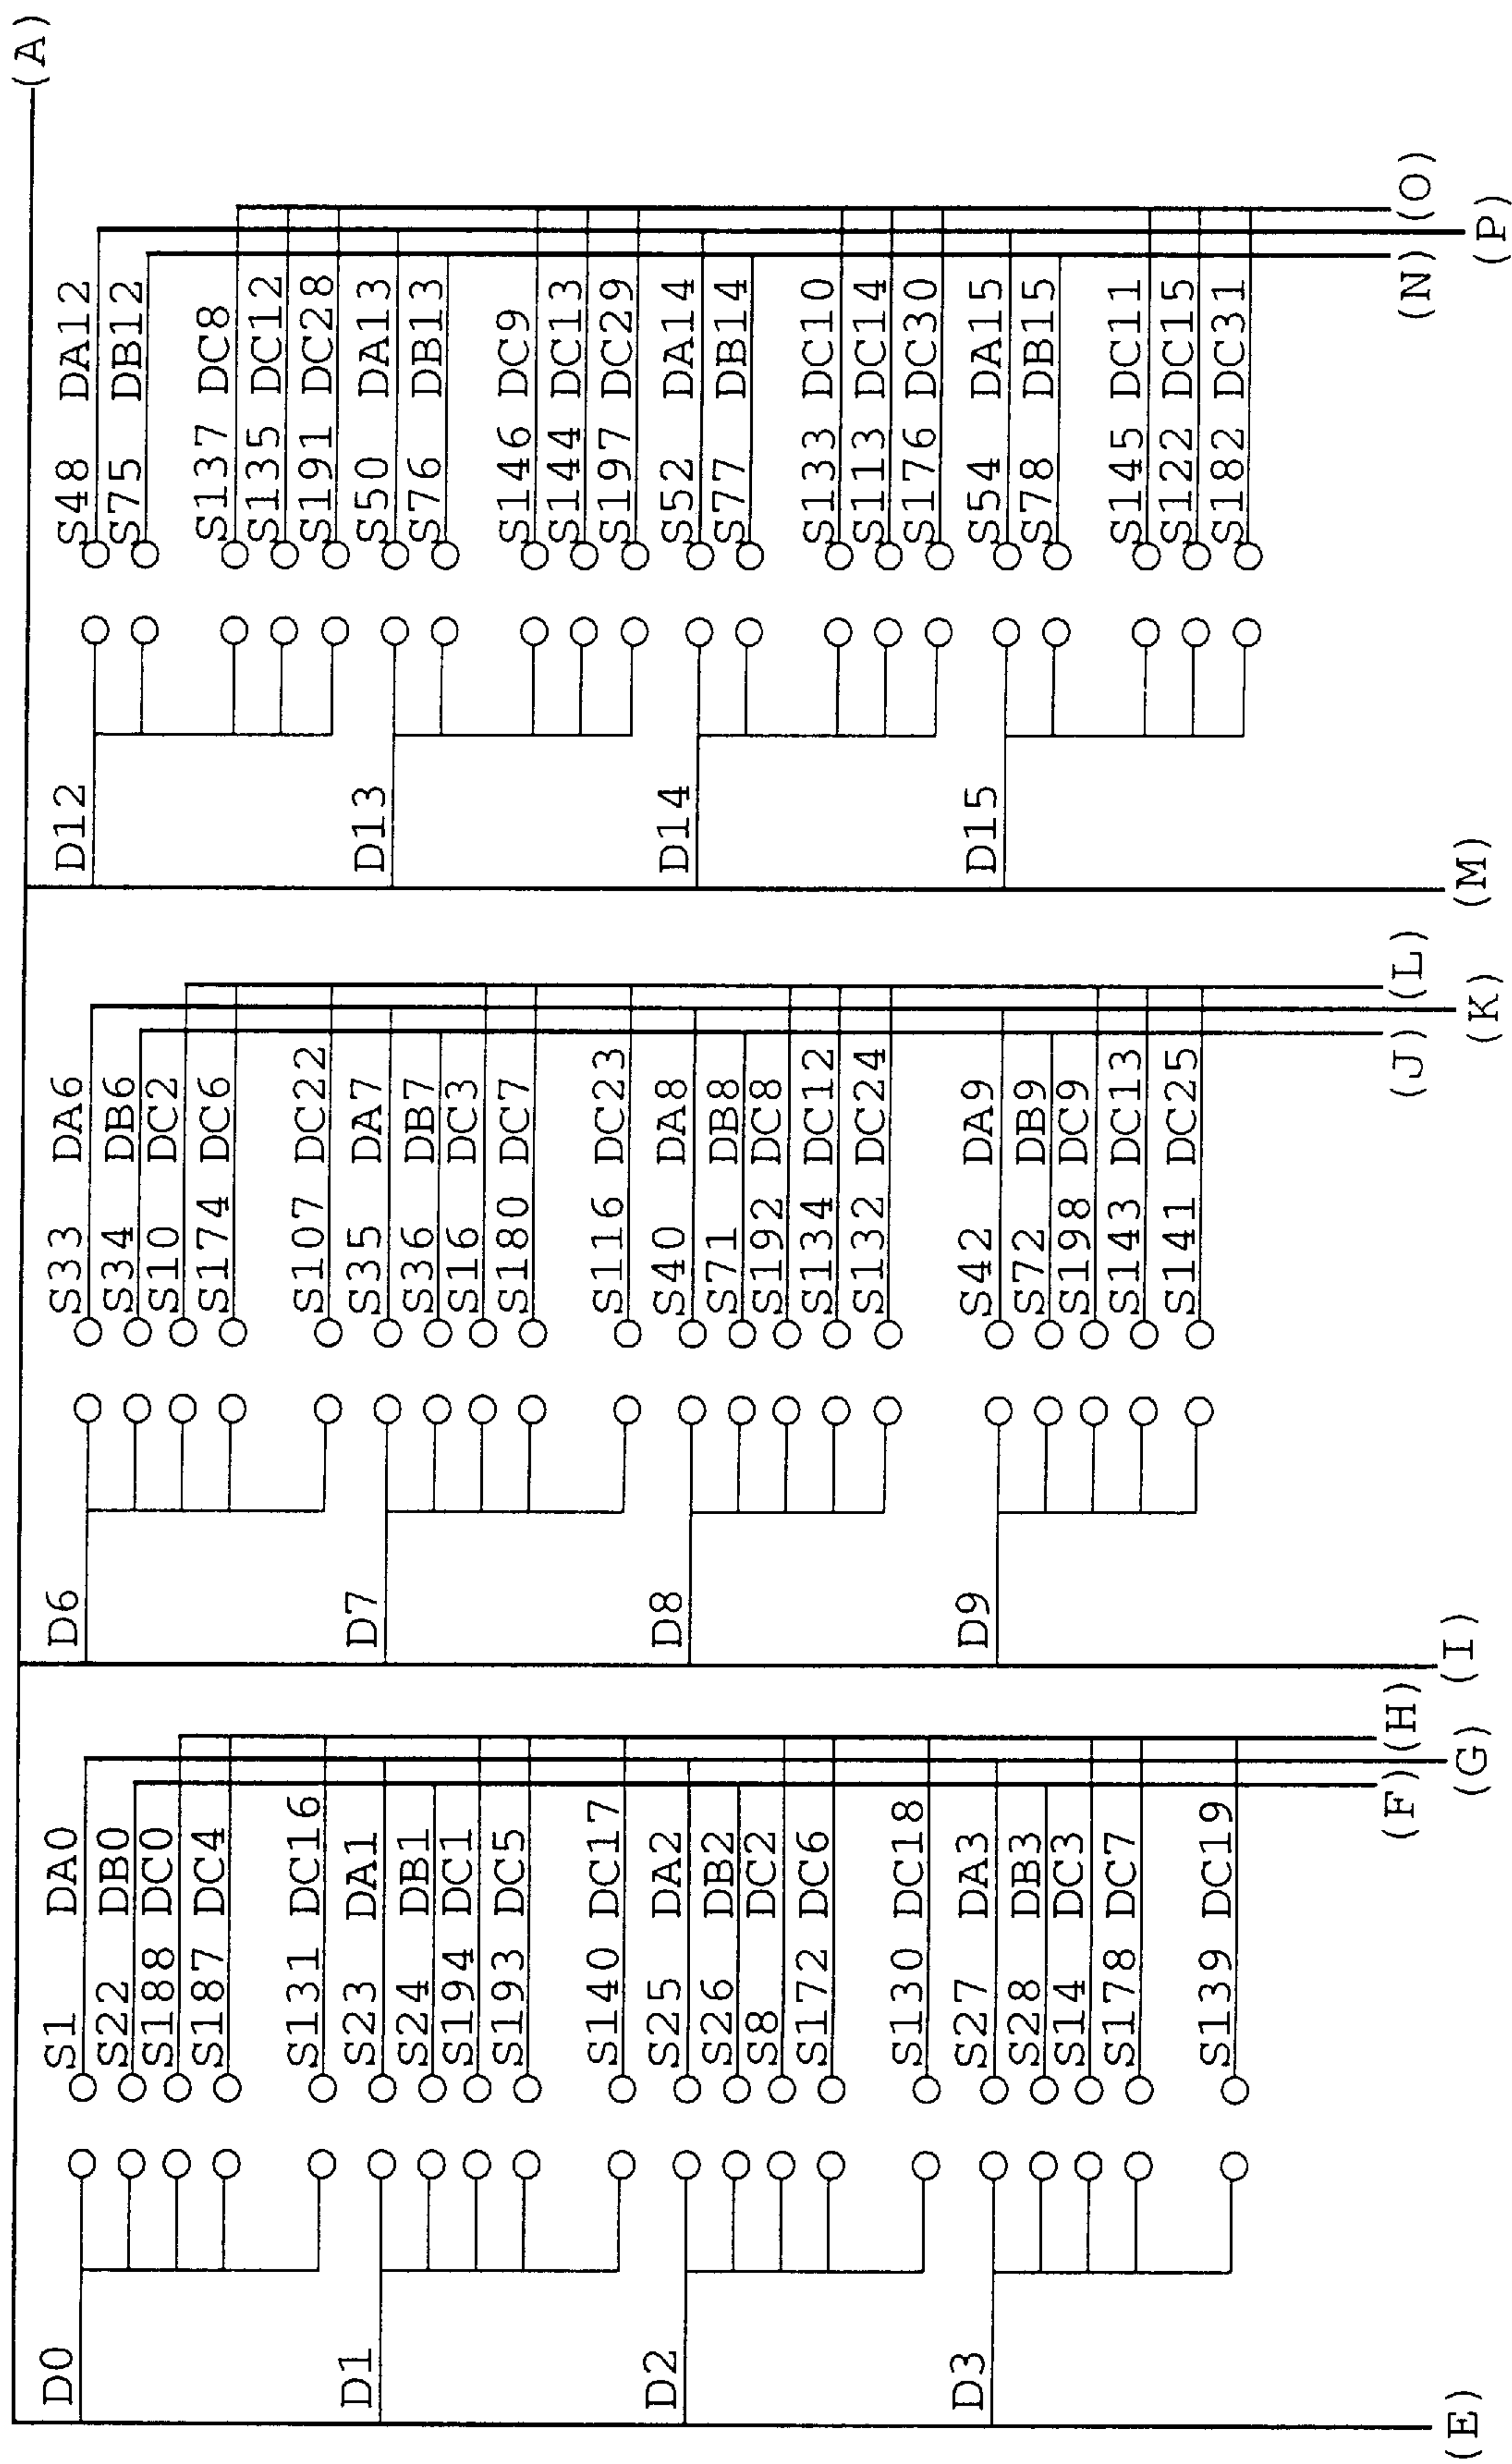 (A)
D0
S1 DA0
S22 DB0
S188 DC0
S187 DC4
S131 DC16
D1
S23 DA1
S24 DB1
S194 DC1
S193 DC5
S140 DC17
D2
S25 DA2
S26 DB2
S8 DC2
S172 DC6
S130 DC18
D3
S27 DA3
S28 DB3
S14 DC3
S178 DC7
S139 DC19
(E)
(F)
(G)
(H)
D6
S33 DA6
S34 DB6
S10 DC2
S174 DC6
S107 DC22
D7
S35 DA7
S36 DB7
S16 DC3
S180 DC7
S116 DC23
D8
S40 DA8
S71 DB8
S192 DC8
S134 DC12
S132 DC24
D9
S42 DA9
S72 DB9
S198 DC9
S143 DC13
S141 DC25
(I)
(J)
(K)
(L)
D12
S48 DA12
S75 DB12
S137 DC8
S135 DC12
S191 DC28
D13
S50 DA13
S76 DB13
S146 DC9
S144 DC13
S197 DC29
D14
S52 DA14
S77 DB14
S133 DC10
S113 DC14
S176 DC30
D15
S54 DA15
S78 DB15
S145 DC11
S122 DC15
S182 DC31
(M)
(N)
(P)
(O)